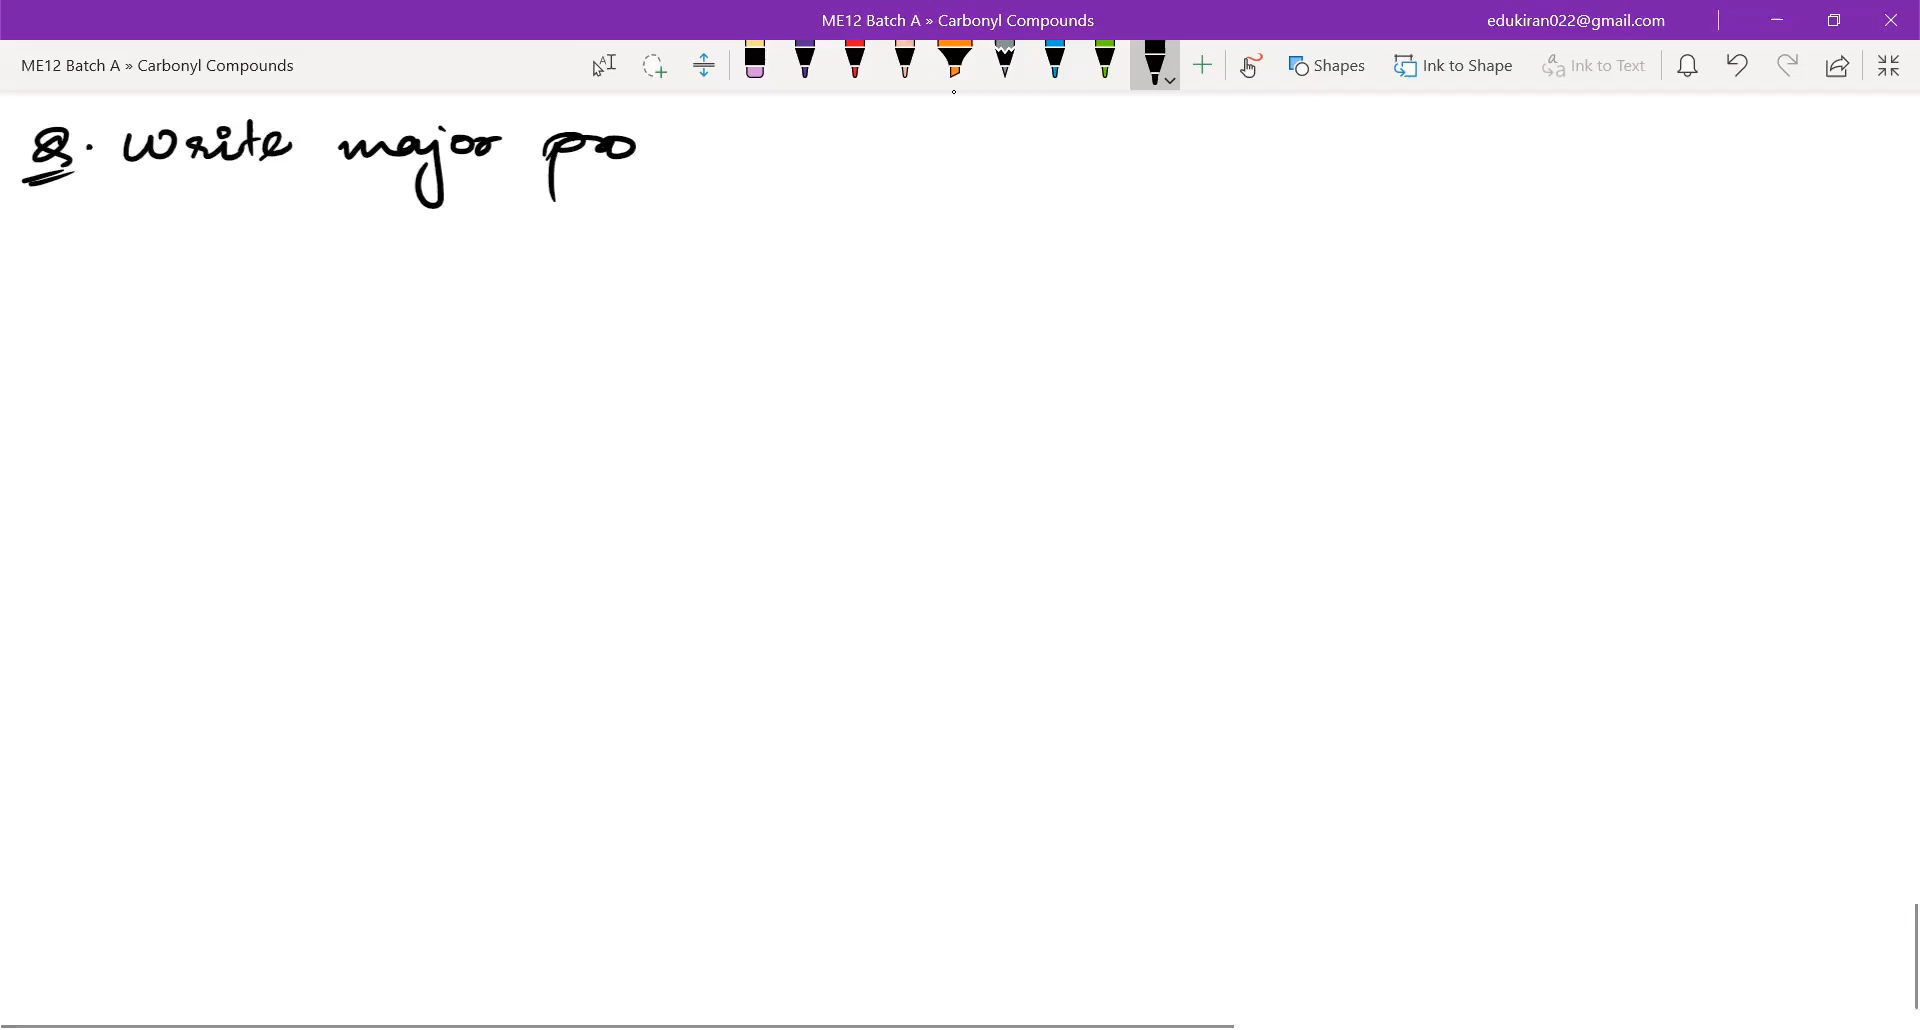 ME12 Batch A » Carbonyl Compounds
edukiran022@gmail.com
ME12 Batch A » Carbonyl Compounds
Shapes
Ink to Shape
Ink to Text
Q. Write major pro